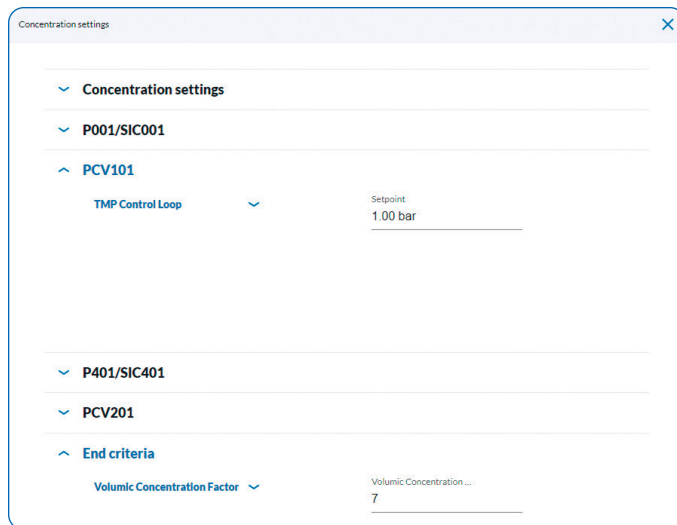 Concentration settings
Concentration settings
P001/SIC001
PCV101
TMP Control Loop
Setpoint
1.00 bar
P401/SIC401
PCV201
End criteria
Volumic Concentration Factor
Volumic Concentration ...
7